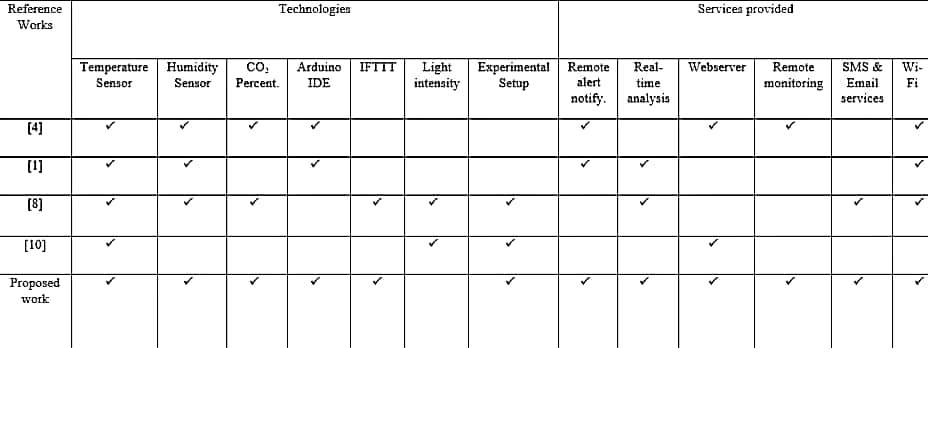 Reference Works Technologies Services provided
Temperature Sensor Humidity Sensor CO₂ Percent. Arduino IDE IFTTT Light intensity Experimental Setup Remote alert notify. Real-time analysis Webserver Remote monitoring SMS & Email services Wi-Fi
[4] ✓ ✓ ✓ ✓ ✓ ✓ ✓ ✓
[1] ✓ ✓ ✓ ✓ ✓ ✓
[8] ✓ ✓ ✓ ✓ ✓ ✓ ✓ ✓ ✓
[10] ✓ ✓ ✓ ✓
Proposed work ✓ ✓ ✓ ✓ ✓ ✓ ✓ ✓ ✓ ✓ ✓ ✓